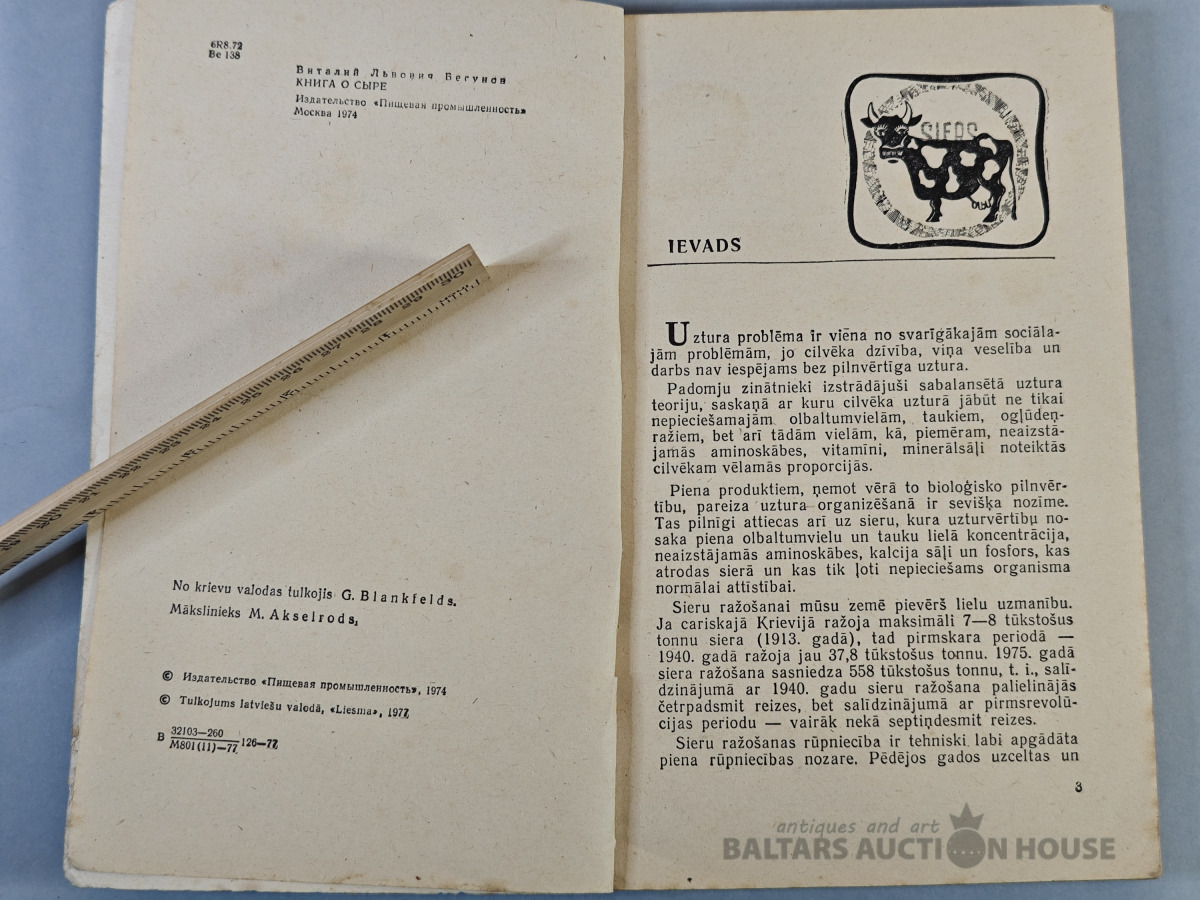 6R8.72
Be 138
Виталий Львович Бегунов
КНИГА О СЫРЕ
Издательство «Пищевая промышленность»
Москва 1974
No krievu valodas tulkojis G. Blankfelds.
Mākslinieks M. Akselrods.
© Издательство «Пищевая промышленность», 1974
© Tulkojums latviešu valodā, «Liesma», 1977
B 32103—260
M801(11)—77 126—77
SIERS
IEVADS
Uztura problēma ir viena no svarīgākajām sociāla-
jām problēmām, jo cilvēka dzīvība, viņa veselība un
darbs nav iespējams bez pilnvērtīga uztura.
Padomju zinātnieki izstrādājuši sabalansētā uztura
teoriju, saskaņā ar kuru cilvēka uzturā jābūt ne tikai
nepieciešamajām olbaltumvielām, taukiem, ogļūdeņ-
ražiem, bet arī tādām vielām, kā, piemēram, neaizstā-
jamās aminoskābes, vitamīni, minerālsāļi noteiktās
cilvēkam vēlamās proporcijās.
Piena produktiem, ņemot vērā to bioloģisko pilnvēr-
tību, pareiza uztura organizēšanā ir sevišķa nozīme.
Tas pilnīgi attiecas arī uz sieru, kura uzturvērtību no-
saka piena olbaltumvielu un tauku lielā koncentrācija,
neaizstājamās aminoskābes, kalcija sāļi un fosfors, kas
atrodas sierā un kas tik ļoti nepieciešams organisma
normālai attīstībai.
Sieru ražošanai mūsu zemē pievērš lielu uzmanību.
Ja cariskajā Krievijā ražoja maksimāli 7—8 tūkstošus
tonnu siera (1913. gadā), tad pirmskara periodā —
1940. gadā ražoja jau 37,8 tūkstošus tonnu. 1975. gadā
siera ražošana sasniedza 558 tūkstošus tonnu, t. i., salī-
dzinājumā ar 1940. gadu sieru ražošana palielinājās
četrpadsmit reizes, bet salīdzinājumā ar pirmsrevolū-
cijas periodu — vairāk nekā septiņdesmit reizes.
Sieru ražošanas rūpniecība ir tehniski labi apgādāta
piena rūpniecības nozare. Pēdējos gados uzceltas un
3
antiques and art
BALTARS AUCTION HOUSE